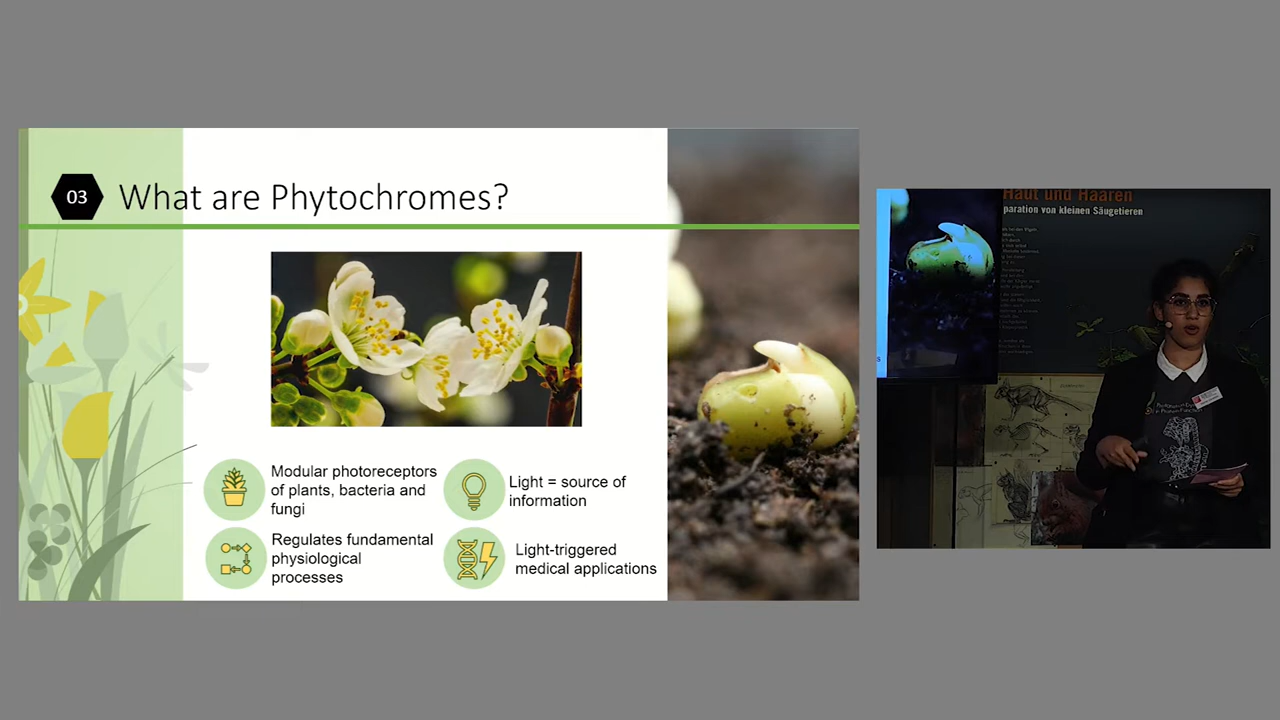 03
What are Phytochromes?
Modular photoreceptors
of plants, bacteria and
fungi
Light = source of
information
Regulates fundamental
physiological
processes
Light-triggered
medical applications
Haut und Haaren
paration von kleinen Säugetieren